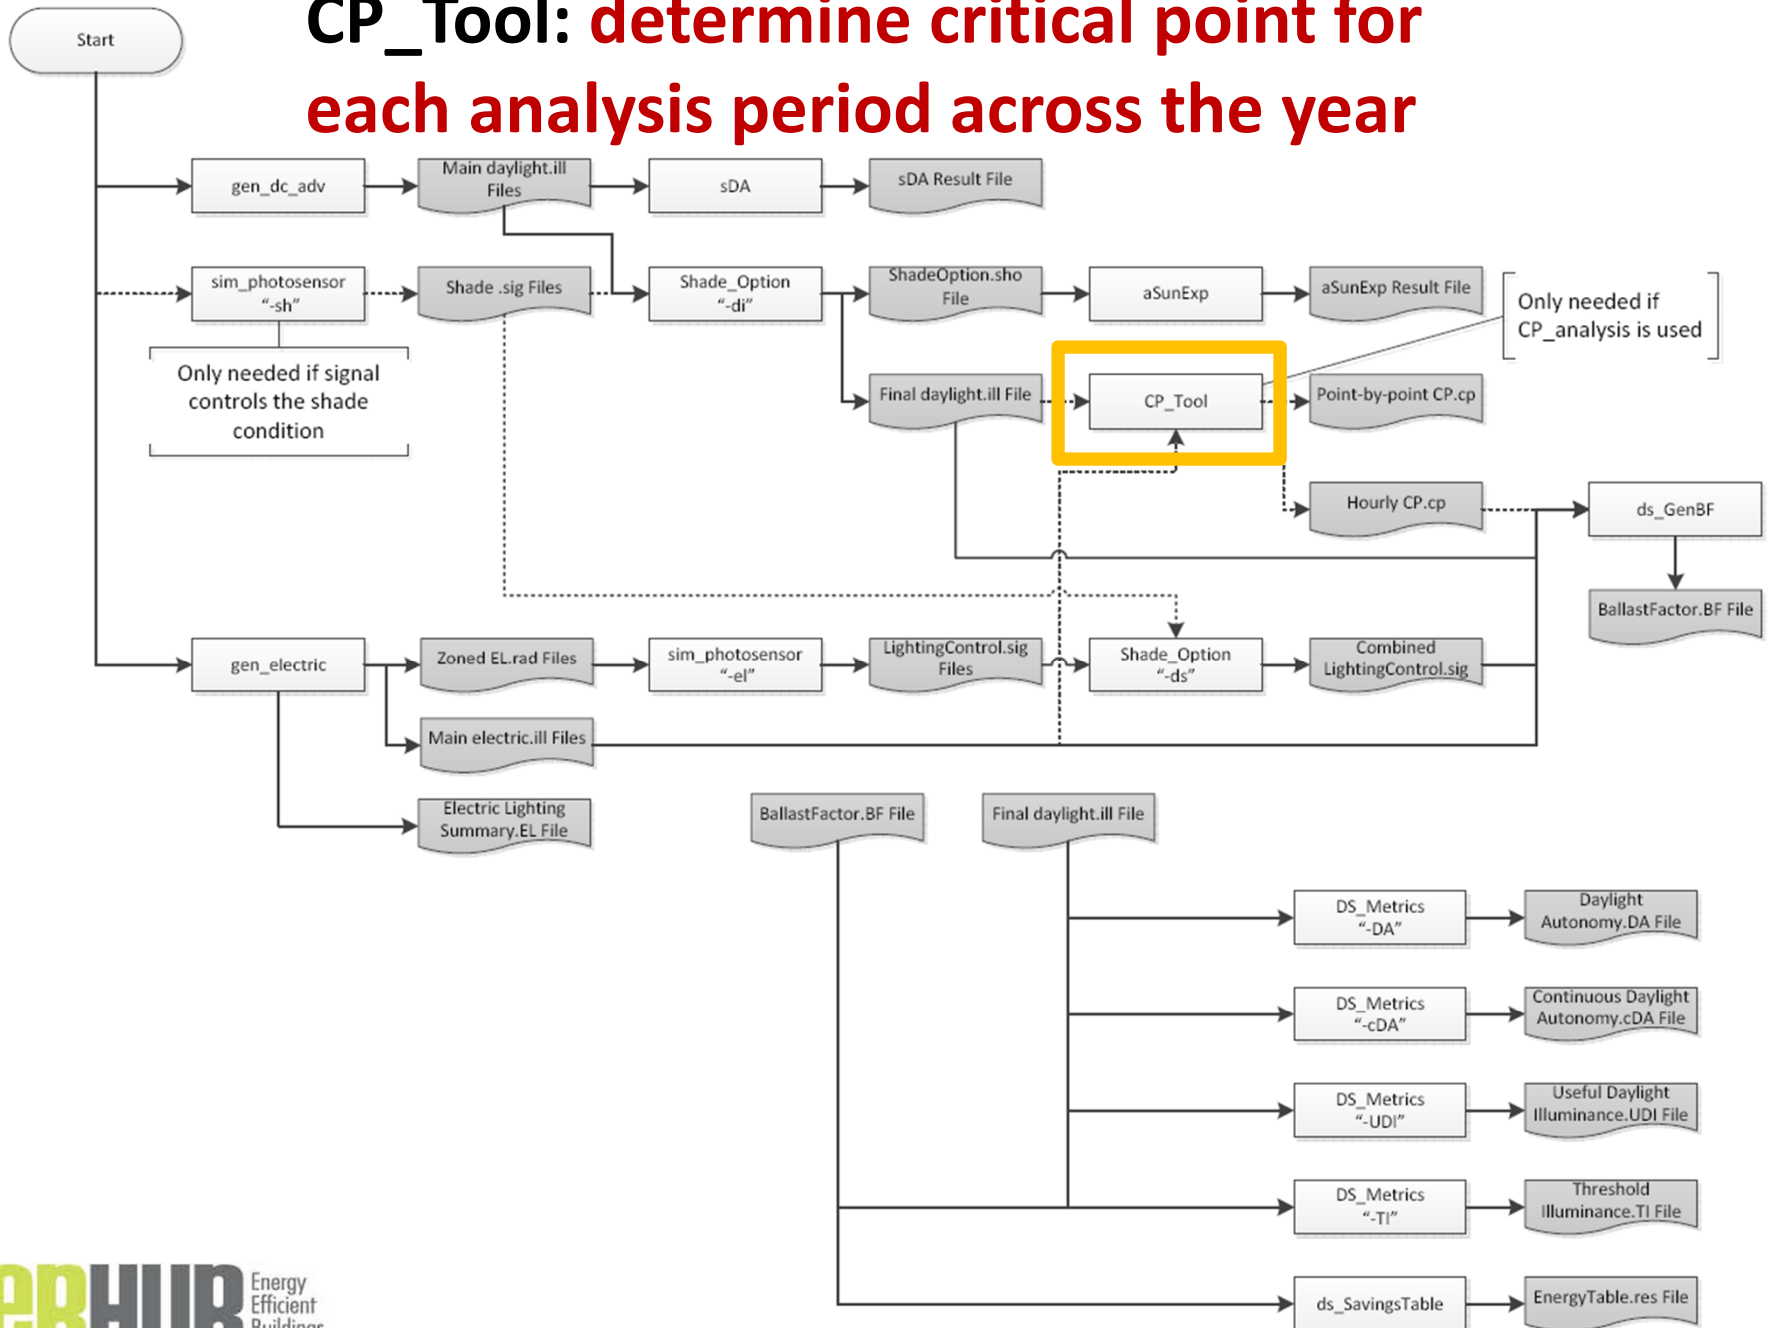 CP_Tool: determine critical point for
each analysis period across the year
Start
gen_dc_adv
Main daylight.ill
Files
sDA
sDA Result File
sim_photosensor
“-sh”
Shade .sig Files
Shade_Option
“-di”
ShadeOption.sho
File
aSunExp
aSunExp Result File
Only needed if
CP_analysis is used
Only needed if signal
controls the shade
condition
Final daylight.ill File
CP_Tool
Point-by-point CP.cp
Hourly CP.cp
ds_GenBF
BallastFactor.BF File
gen_electric
Zoned EL.rad Files
sim_photosensor
“-el”
LightingControl.sig
Files
Shade_Option
“-ds”
Combined
LightingControl.sig
Main electric.ill Files
Electric Lighting
Summary.EL File
BallastFactor.BF File
Final daylight.ill File
DS_Metrics
“-DA”
Daylight
Autonomy.DA File
DS_Metrics
“-cDA”
Continuous Daylight
Autonomy.cDA File
DS_Metrics
“-UDI”
Useful Daylight
Illuminance.UDI File
DS_Metrics
“-TI”
Threshold
Illuminance.TI File
ds_SavingsTable
EnergyTable.res File
eRHUB
Energy
Efficient
Buildings